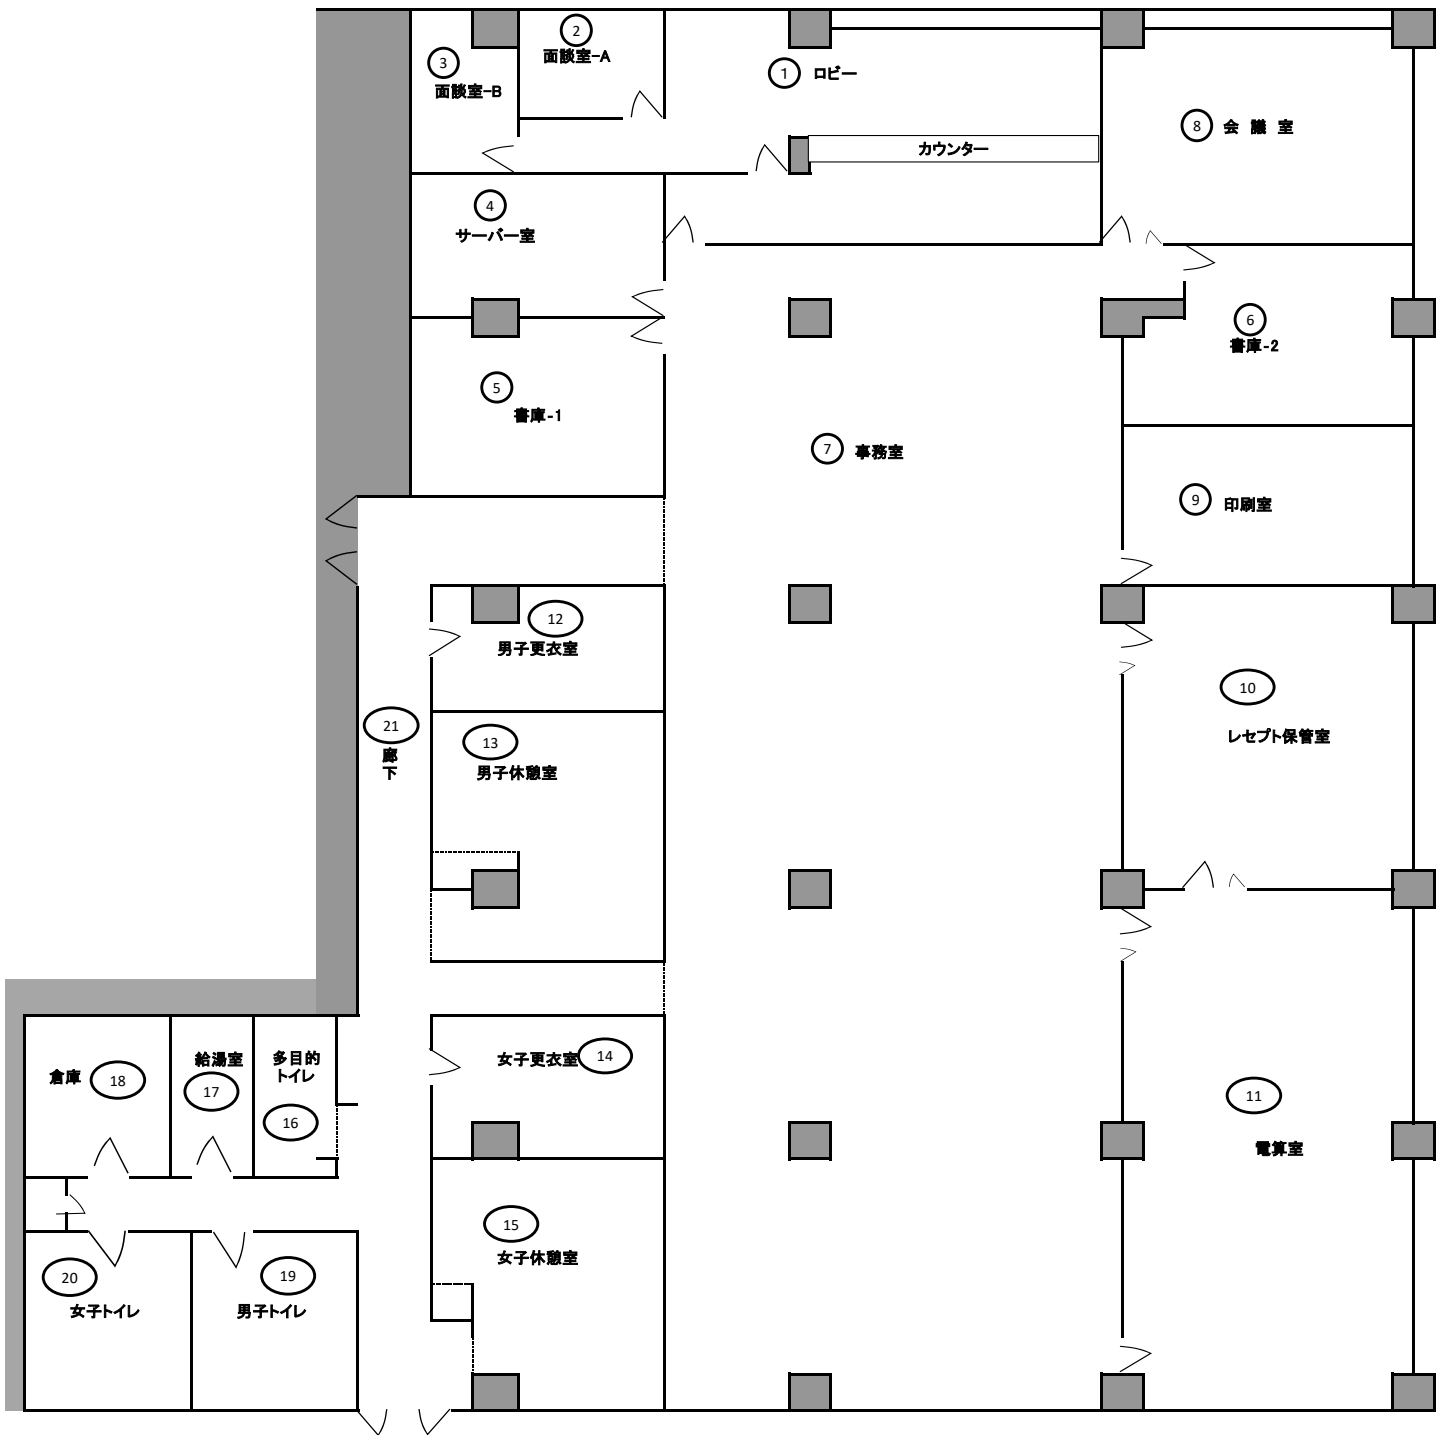 2
面談室-A
3
面談室-B
1 ロビー
8 会 議 室
カウンター
4
サーバー室
6
書庫-2
5
書庫-1
7 事務室
9 印刷室
12
男子更衣室
10
レセプト保管室
21
廊
下
13
男子休憩室
女子更衣室 14
倉庫 18
給湯室
17
多目的
トイレ
16
11
電算室
15
女子休憩室
20
女子トイレ
19
男子トイレ